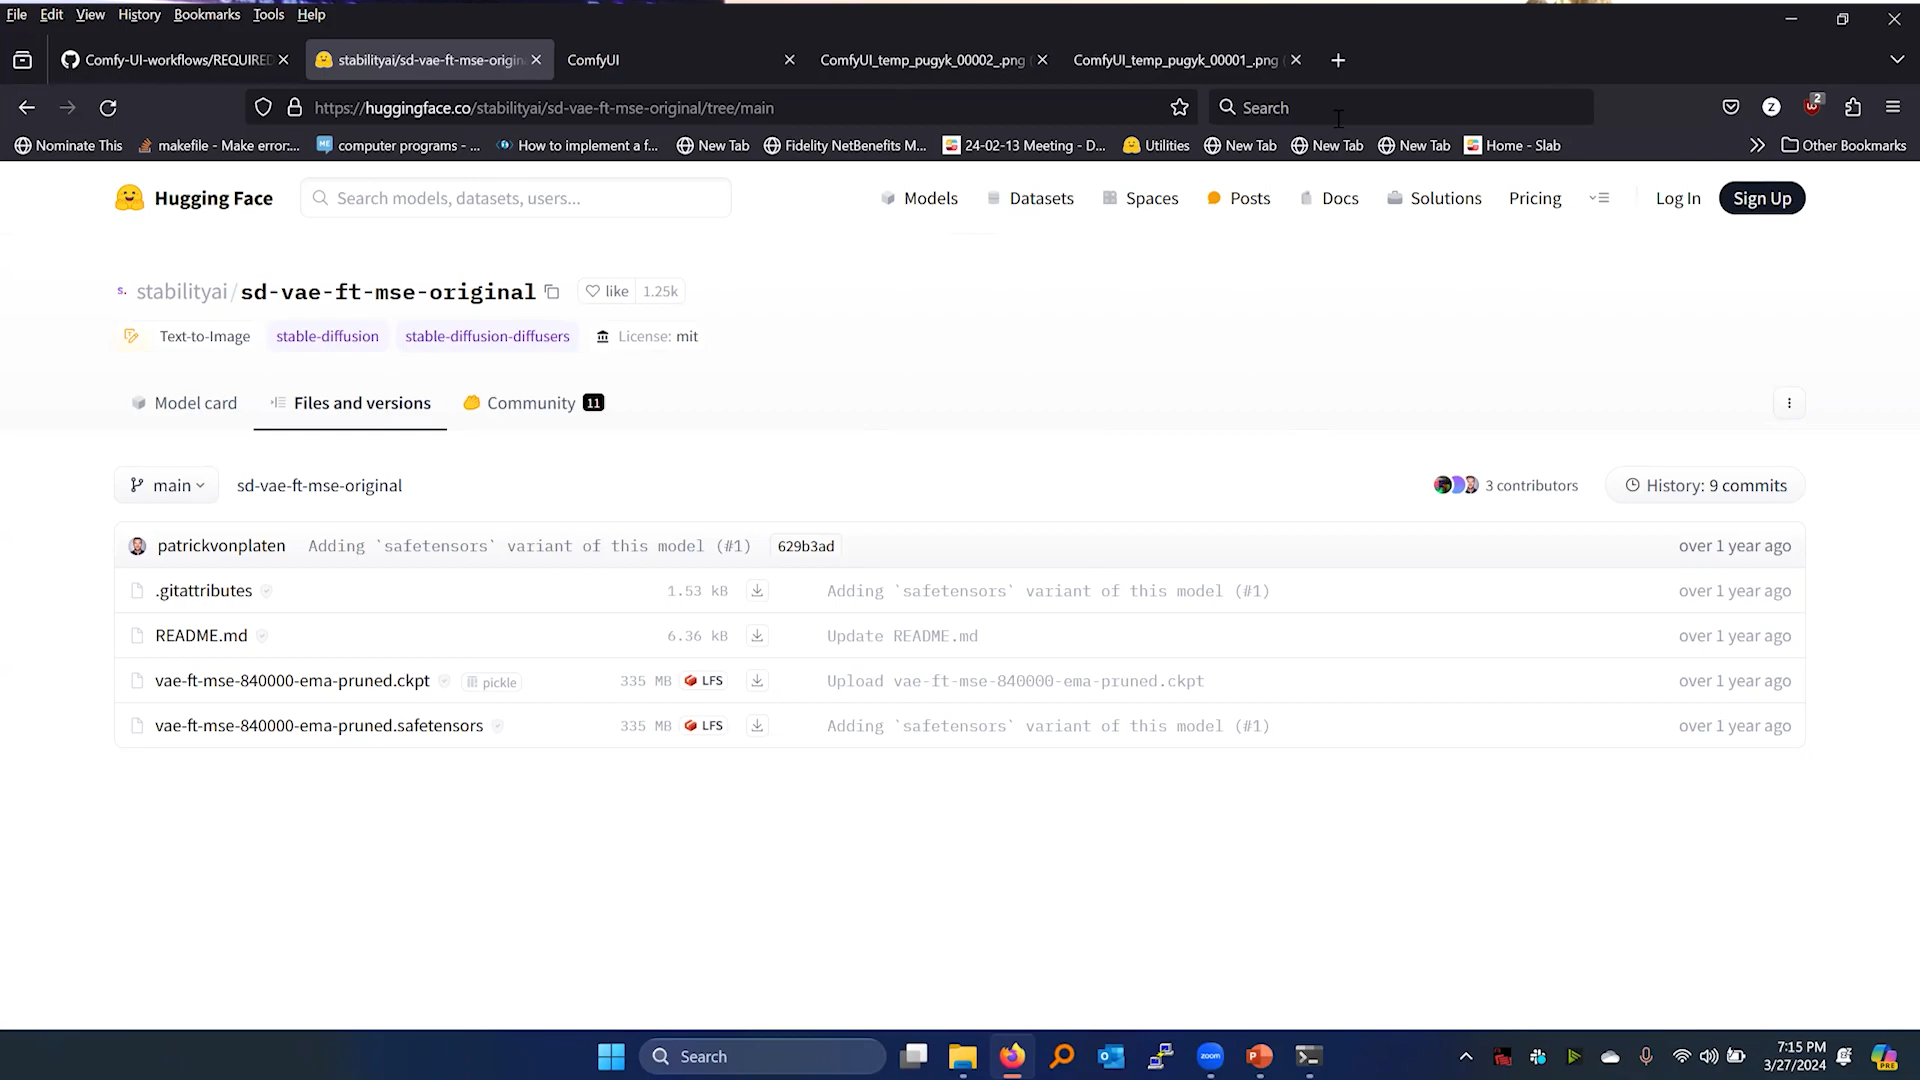 File Edit View History Bookmarks Tools Help
Comfy-UI-workflows/REQUIRED
stabilityai/sd-vae-ft-mse-origin
ComfyUI
ComfyUI_temp_pugyk_00002_.png
ComfyUI_temp_pugyk_00001_.png
https://huggingface.co/stabilityai/sd-vae-ft-mse-original/tree/main
Search
Z
2
Nominate This makefile - Make error:... computer programs - ... How to implement a f... New Tab Fidelity NetBenefits M... 24-02-13 Meeting - D... Utilities New Tab New Tab New Tab Home - Slab Other Bookmarks
Hugging Face
Search models, datasets, users...
Models Datasets Spaces Posts Docs Solutions Pricing Log In Sign Up
s. stabilityai/sd-vae-ft-mse-original like 1.25k
Text-to-Image stable-diffusion stable-diffusion-diffusers License: mit
Model card Files and versions Community 11
main sd-vae-ft-mse-original 3 contributors History: 9 commits
patrickvonplaten Adding `safetensors` variant of this model (#1) 629b3ad over 1 year ago
.gitattributes 1.53 kB Adding `safetensors` variant of this model (#1) over 1 year ago
README.md 6.36 kB Update README.md over 1 year ago
vae-ft-mse-840000-ema-pruned.ckpt pickle 335 MB LFS Upload vae-ft-mse-840000-ema-pruned.ckpt over 1 year ago
vae-ft-mse-840000-ema-pruned.safetensors 335 MB LFS Adding `safetensors` variant of this model (#1) over 1 year ago
Search
zoom
7:15 PM
3/27/2024
PRE